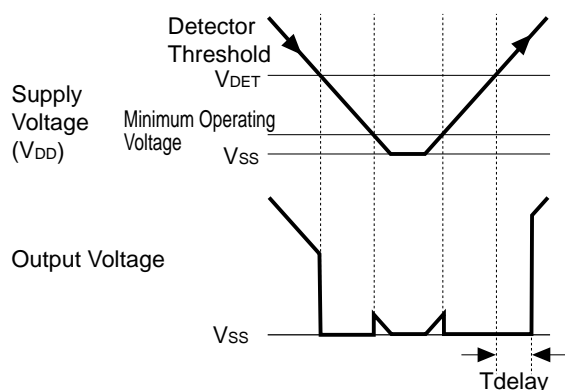 Detector
Threshold
VDET
Supply
Voltage
(VDD)
Minimum Operating
Voltage
VSS
Output Voltage
VSS
Tdelay